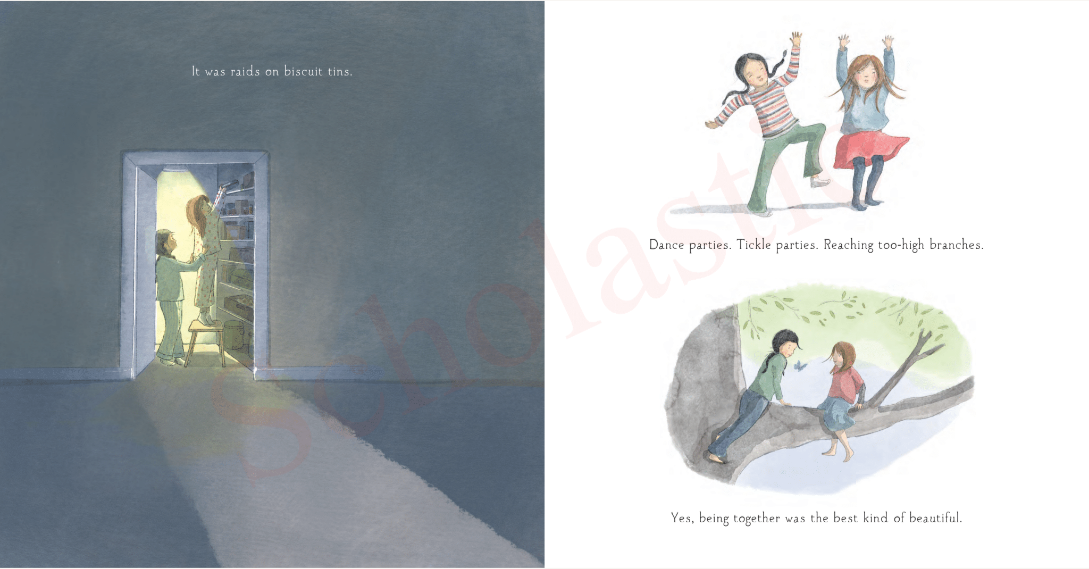 It was raids on biscuit tins.
Dance parties. Tickle parties. Reaching too-high branches.
Yes, being together was the best kind of beautiful.
Scholastic